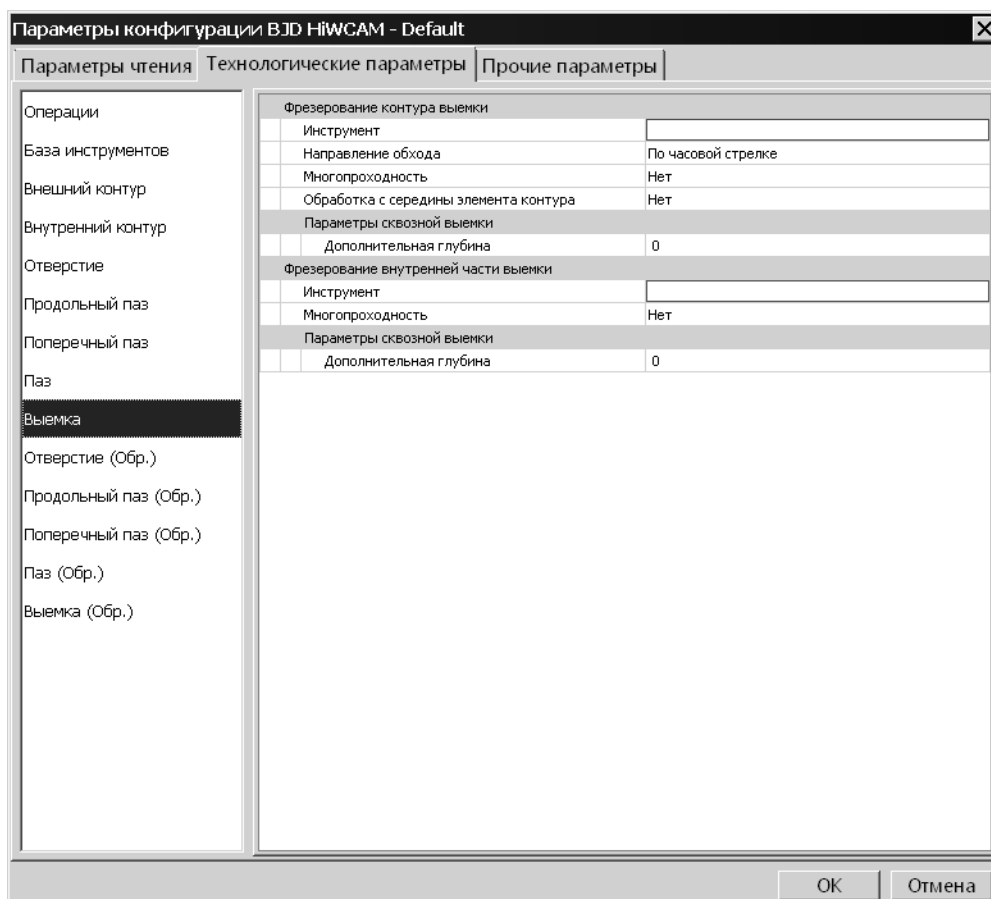 Параметры конфигурации BJD HiWCAM - Default
Параметры чтения Технологические параметры Прочие параметры
Операции
База инструментов
Внешний контур
Внутренний контур
Отверстие
Продольный паз
Поперечный паз
Паз
Выемка
Отверстие (Обр.)
Продольный паз (Обр.)
Поперечный паз (Обр.)
Паз (Обр.)
Выемка (Обр.)
Фрезерование контура выемки
Инструмент
Направление обхода По часовой стрелке
Многопроходность Нет
Обработка с середины элемента контура Нет
Параметры сквозной выемки
Дополнительная глубина 0
Фрезерование внутренней части выемки
Инструмент
Многопроходность Нет
Параметры сквозной выемки
Дополнительная глубина 0
OK Отмена